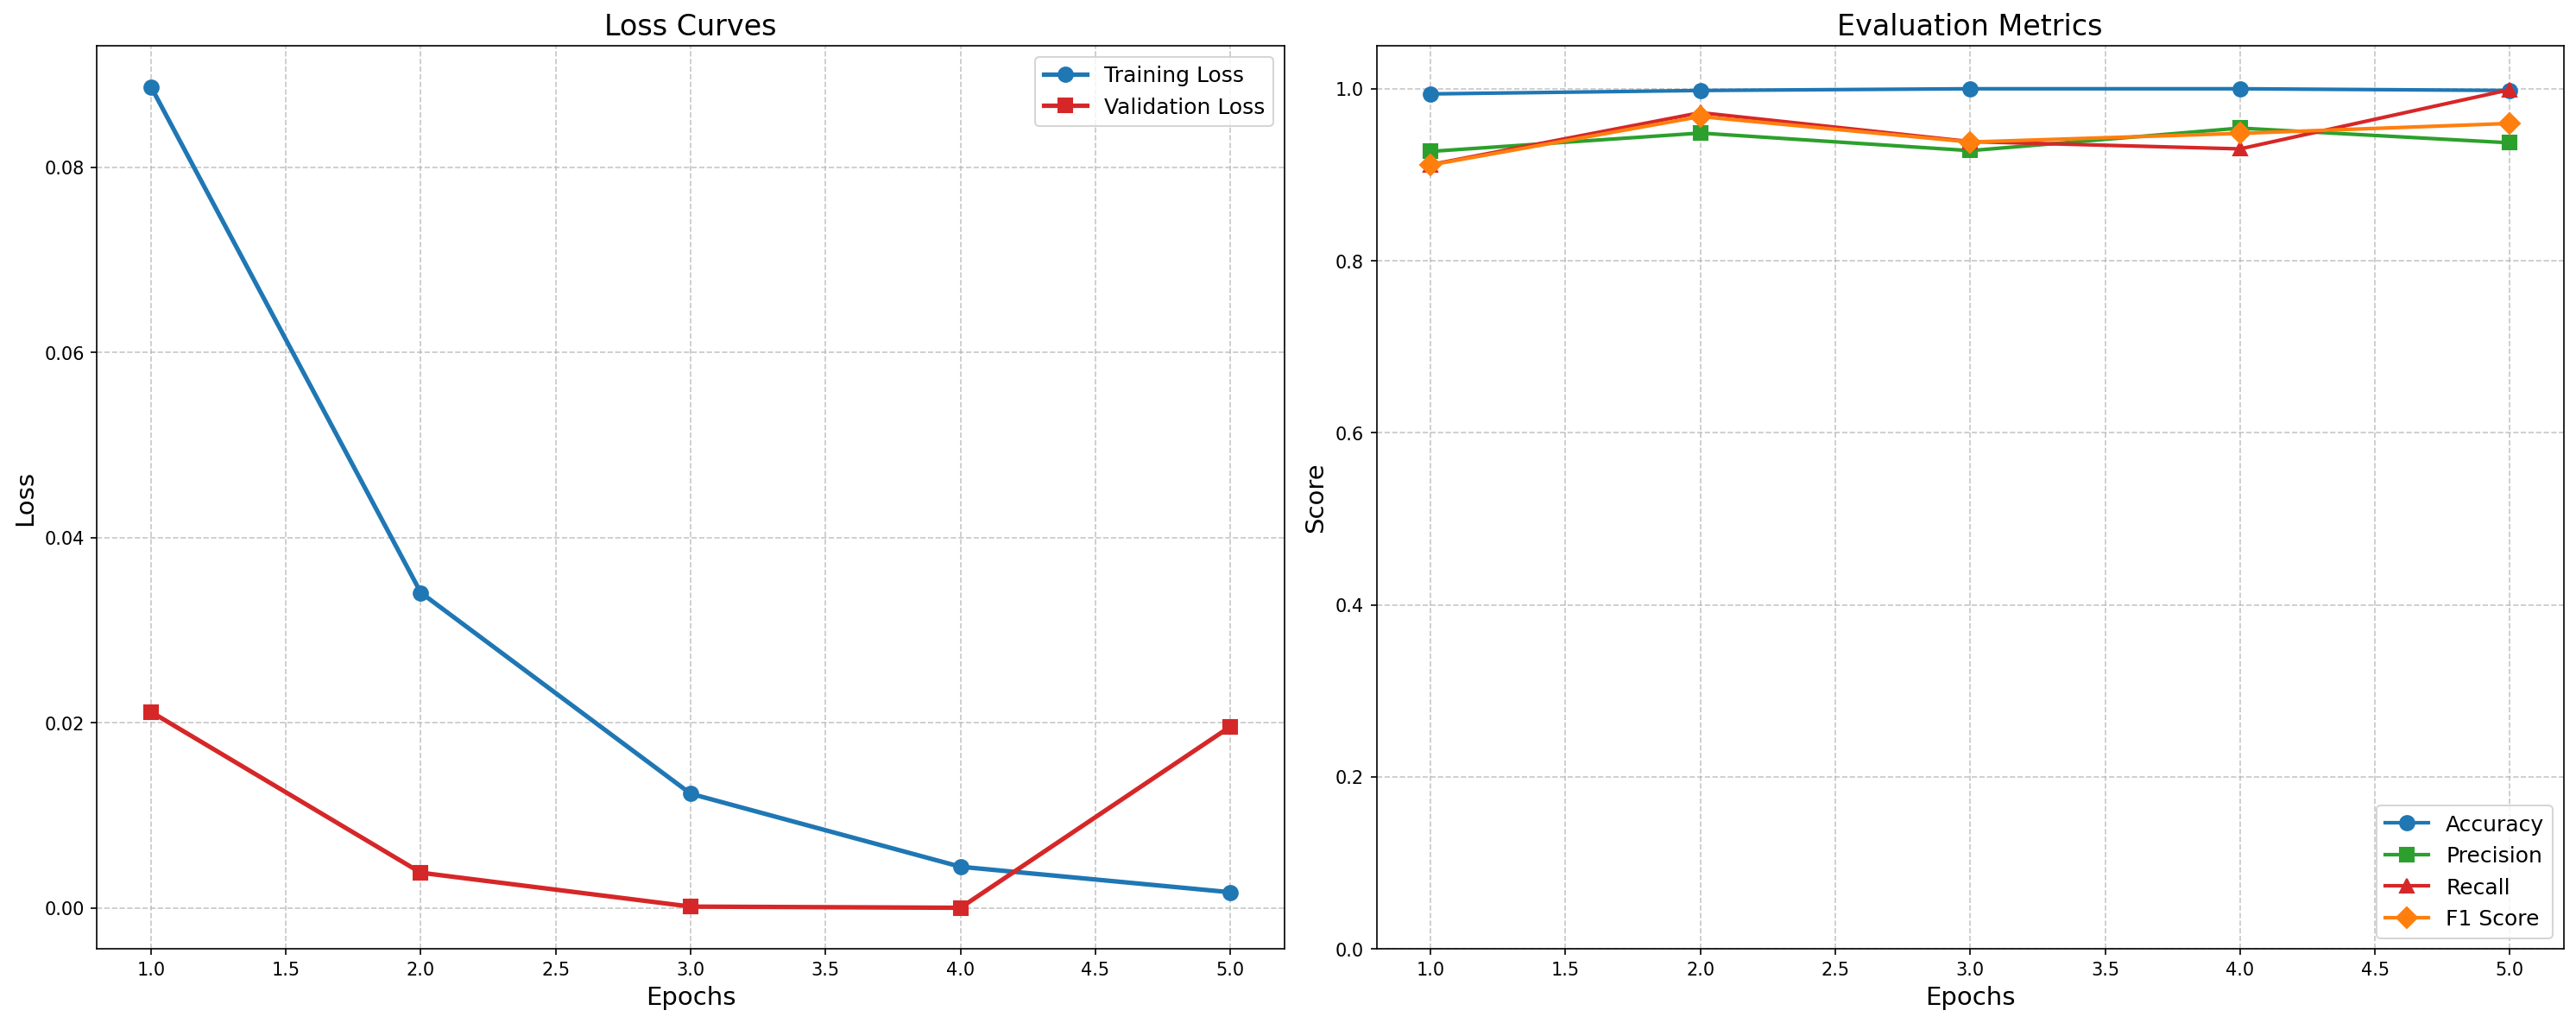 Loss Curves
Training Loss
Validation Loss
0.08
0.06
0.04
0.02
0.00
Loss
1.0 1.5 2.0 2.5 3.0 3.5 4.0 4.5 5.0
Epochs
Evaluation Metrics
1.0
0.8
0.6
0.4
0.2
0.0
Score
Accuracy
Precision
Recall
F1 Score
1.0 1.5 2.0 2.5 3.0 3.5 4.0 4.5 5.0
Epochs